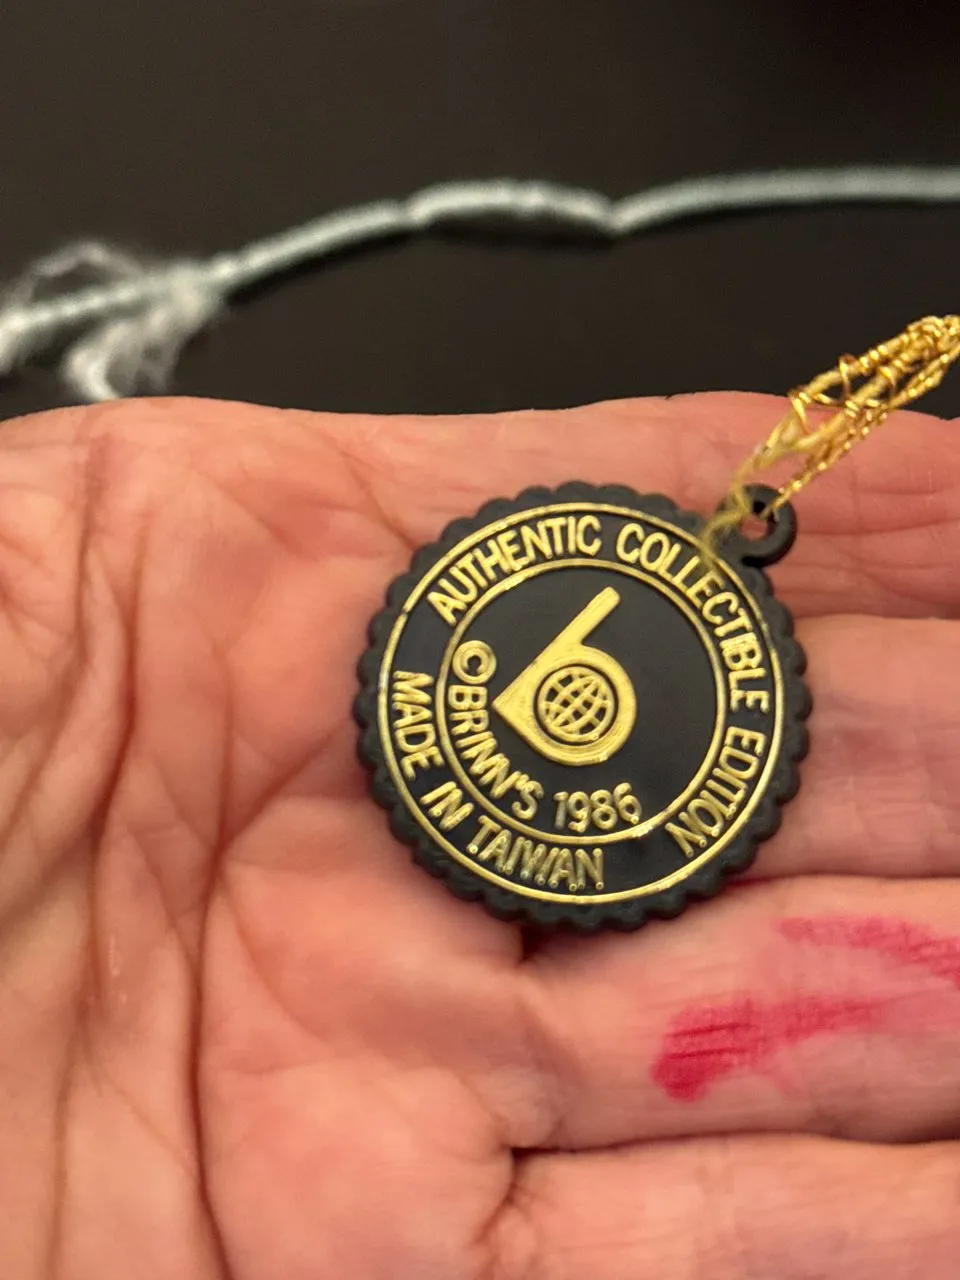 AUTHENTIC COLLECTIBLE EDITION
©BRINN'S 1986
MADE IN TAIWAN